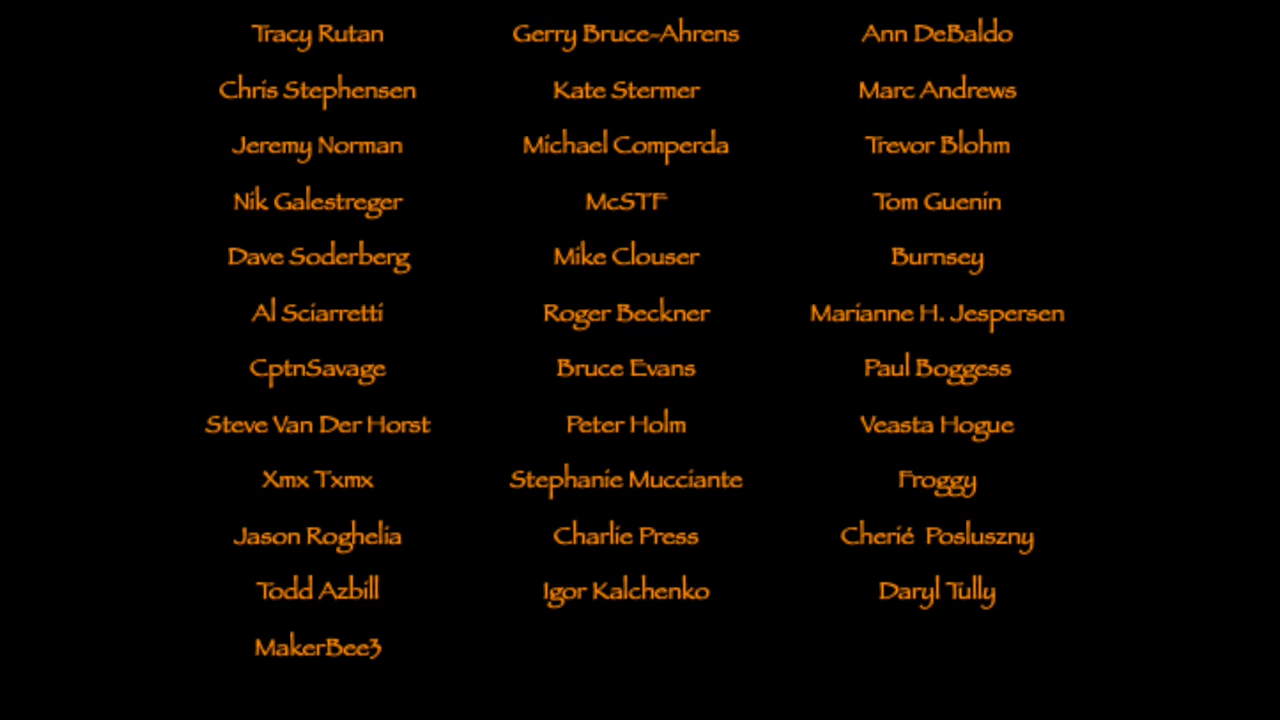 Tracy Rutan Gerry Bruce-Ahrens Ann DeBaldo
Chris Stephensen Kate Stermer Marc Andrews
Jeremy Norman Michael Comperda Trevor Blohm
Nik Galestreger McSTF Tom Guenin
Dave Soderberg Mike Clouser Burnsey
Al Sciarretti Roger Beckner Marianne H. Jespersen
CptnSavage Bruce Evans Paul Boggess
Steve Van Der Horst Peter Holm Veasta Hogue
Xmx Txmx Stephanie Mucciante Froggy
Jason Roghelia Charlie Press Cherié Posluszny
Todd Azbill Igor Kalchenko Daryl Tully
MakerBee3